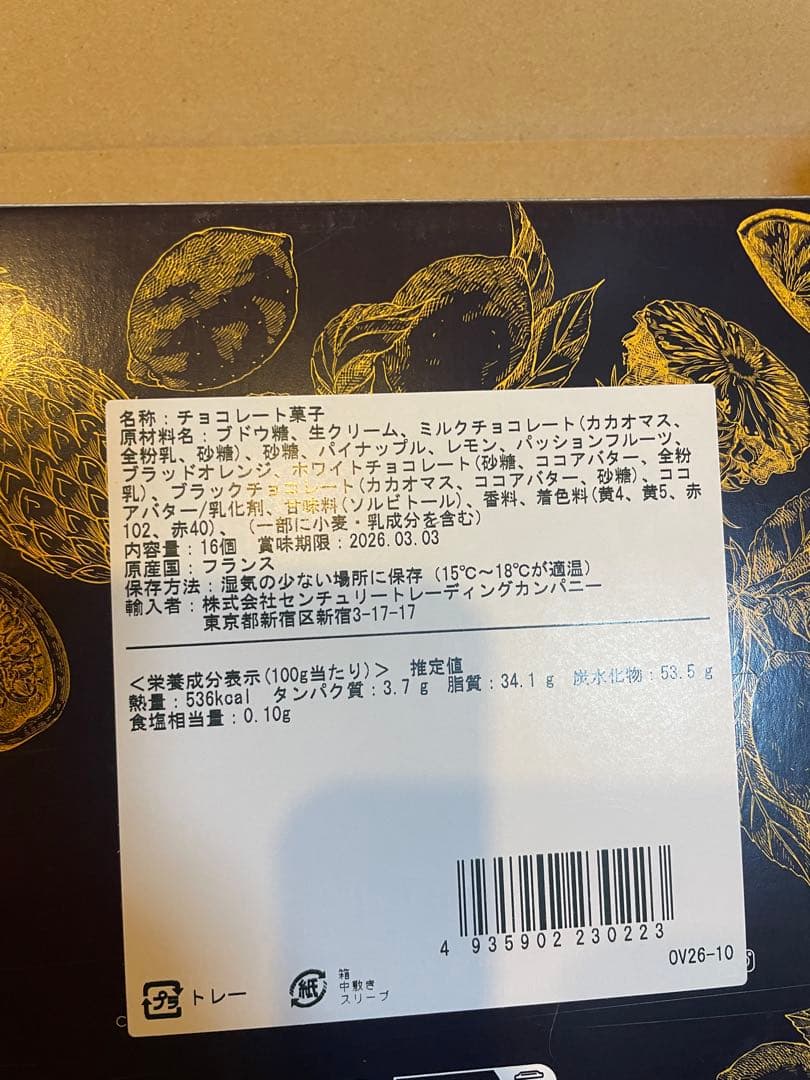 名称：チョコレート菓子
原材料名：ブドウ糖、生クリーム、ミルクチョコレート(カカオマス、
全粉乳、砂糖)、砂糖、パイナップル、レモン、パッションフルーツ、
ブラッドオレンジ、ホワイトチョコレート(砂糖、ココアバター、全粉
乳)、ブラックチョコレート(カカオマス、ココアバター、砂糖)、ココ
アバター/乳化剤、甘味料(ソルビトール)、香料、着色料(黄4、黄5、赤
102、赤40)、(一部に小麦・乳成分を含む)
内容量：16個 賞味期限：2026.03.03
原産国：フランス
保存方法：湿気の少ない場所に保存 (15℃～18℃が適温)
輸入者：株式会社センチュリートレーディングカンパニー
東京都新宿区新宿3-17-17
＜栄養成分表示(100g当たり)＞ 推定値
熱量：536kcal タンパク質：3.7 g 脂質：34.1 g 炭水化物：53.5 g
食塩相当量：0.10g
4 935902 230223
OV26-10
プラ トレー
紙 箱
中敷き
スリーブ